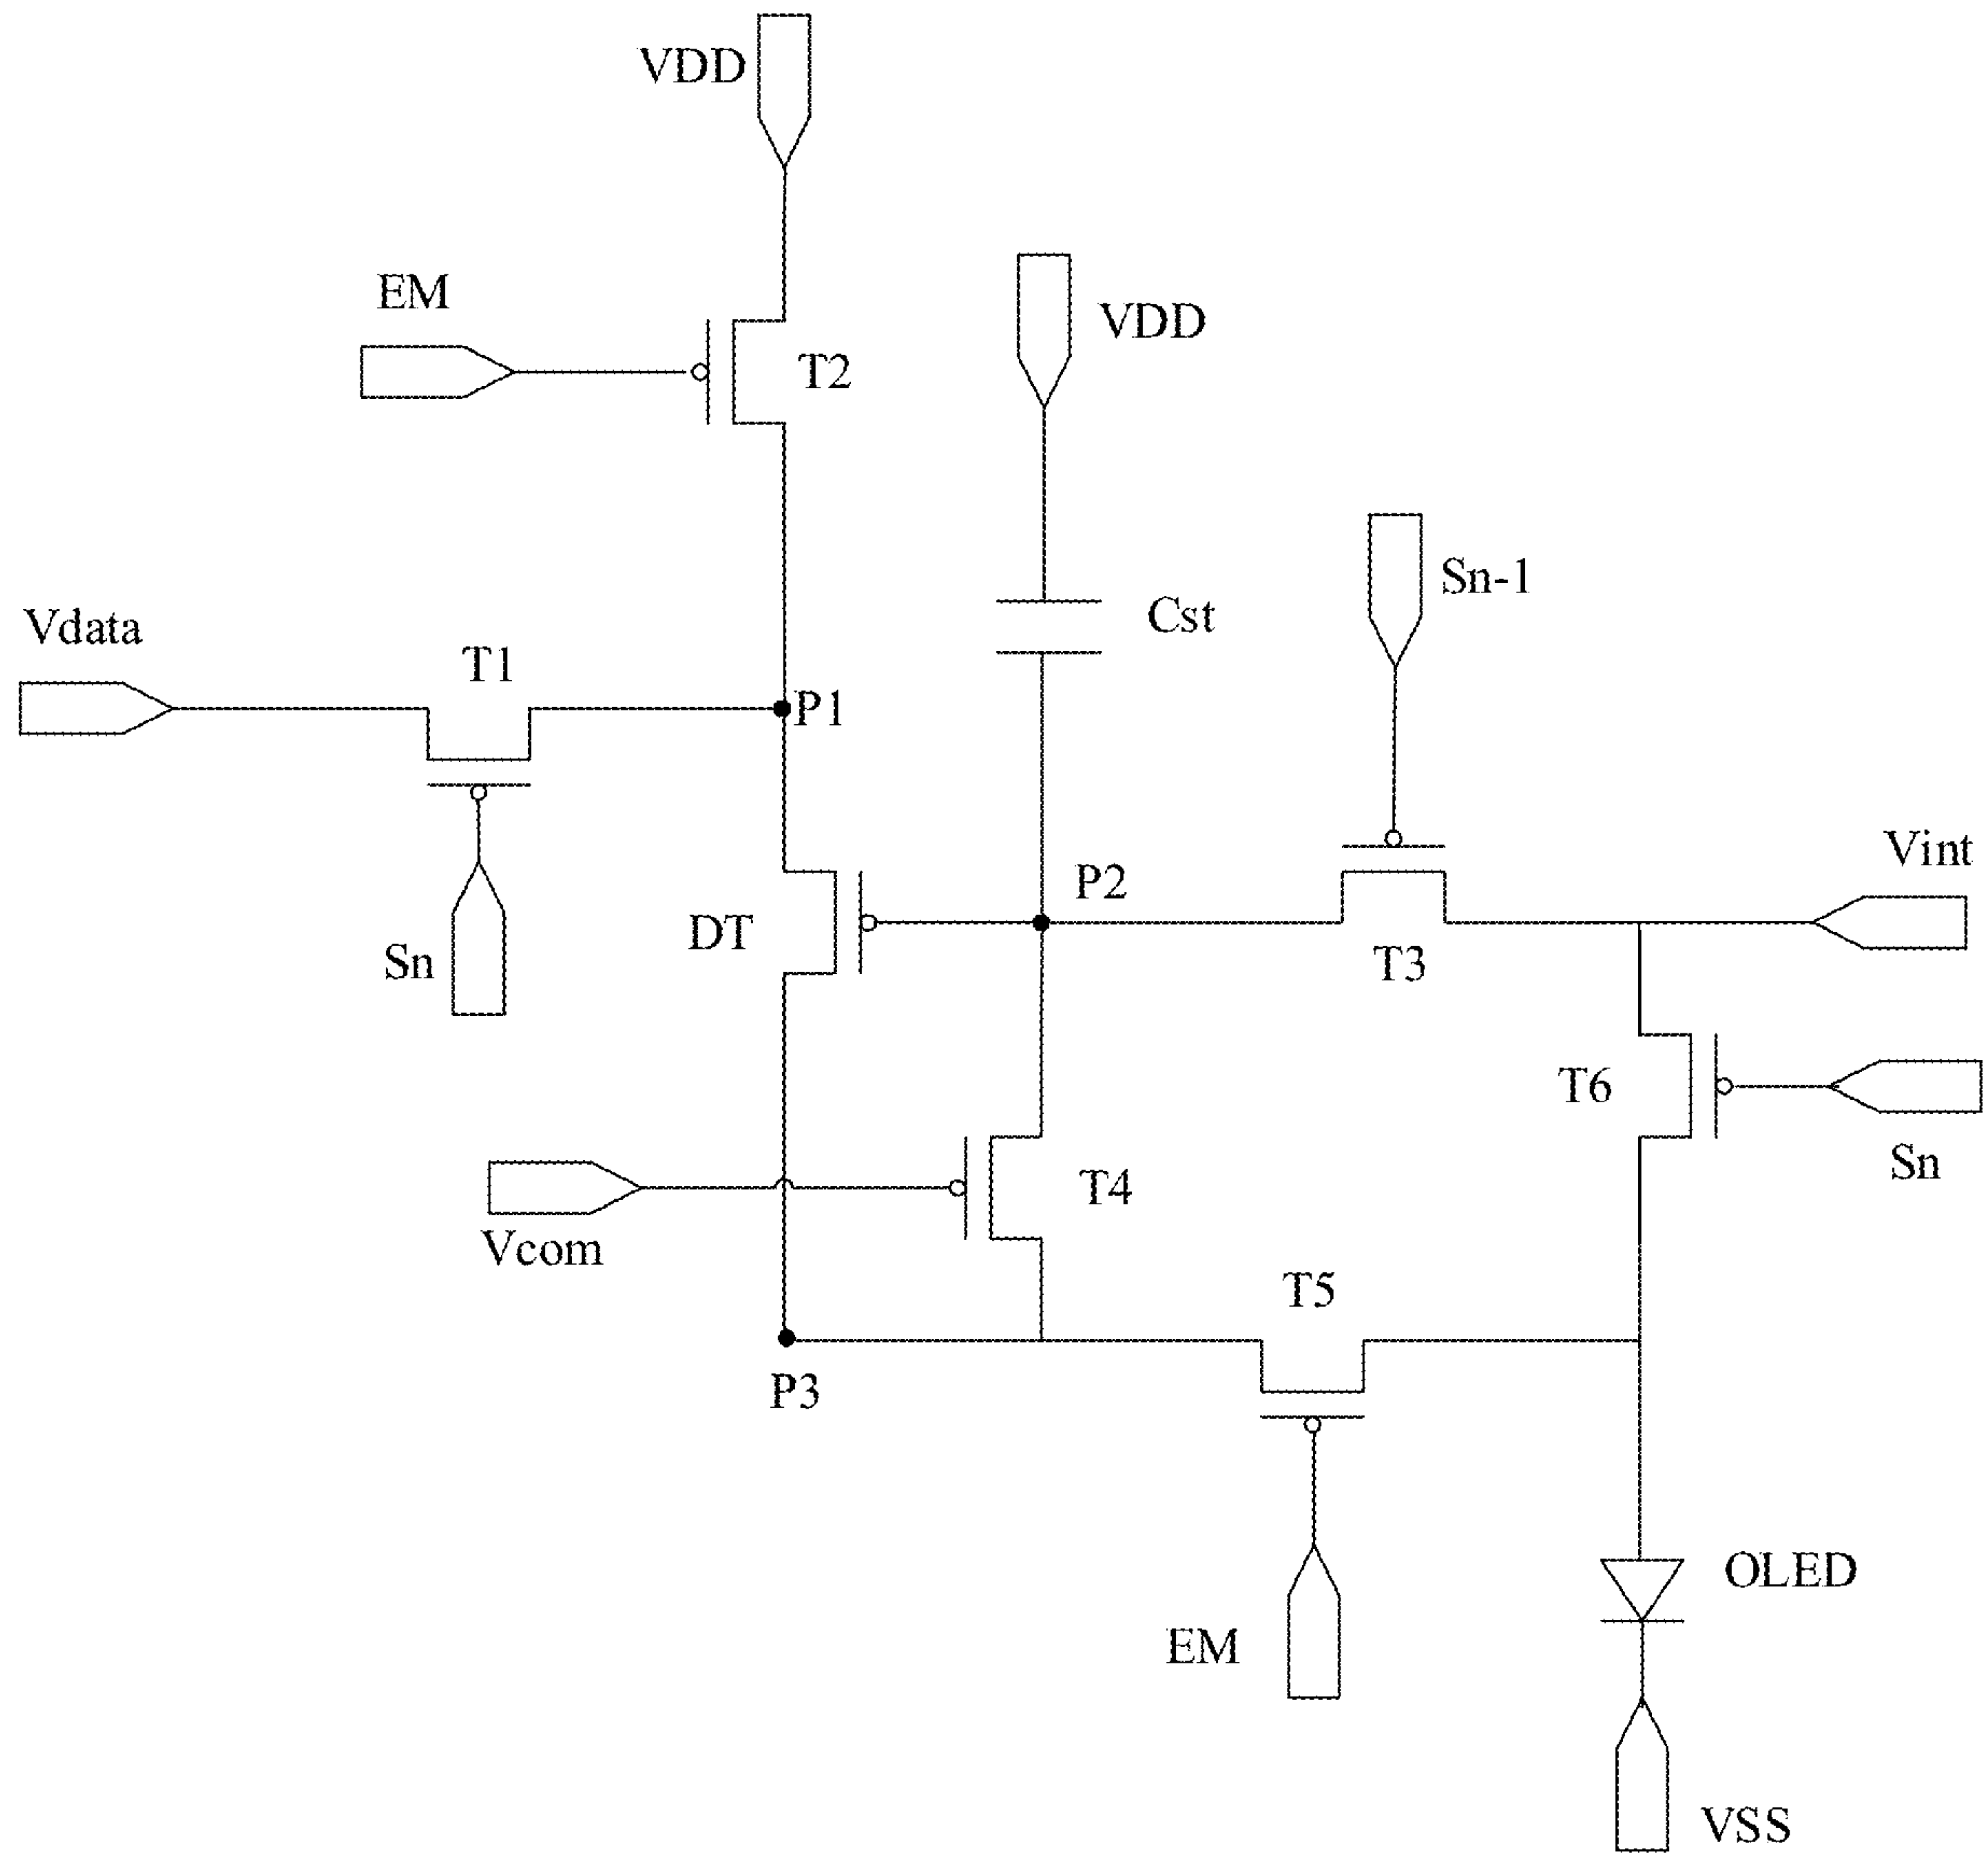 VDD
EM
T2
VDD
Sn-1
Cst
Vdata
T1
P1
Vint
P2
DT
T3
Sn
T6
Sn
T4
Vcom
T5
P3
OLED
EM
VSS